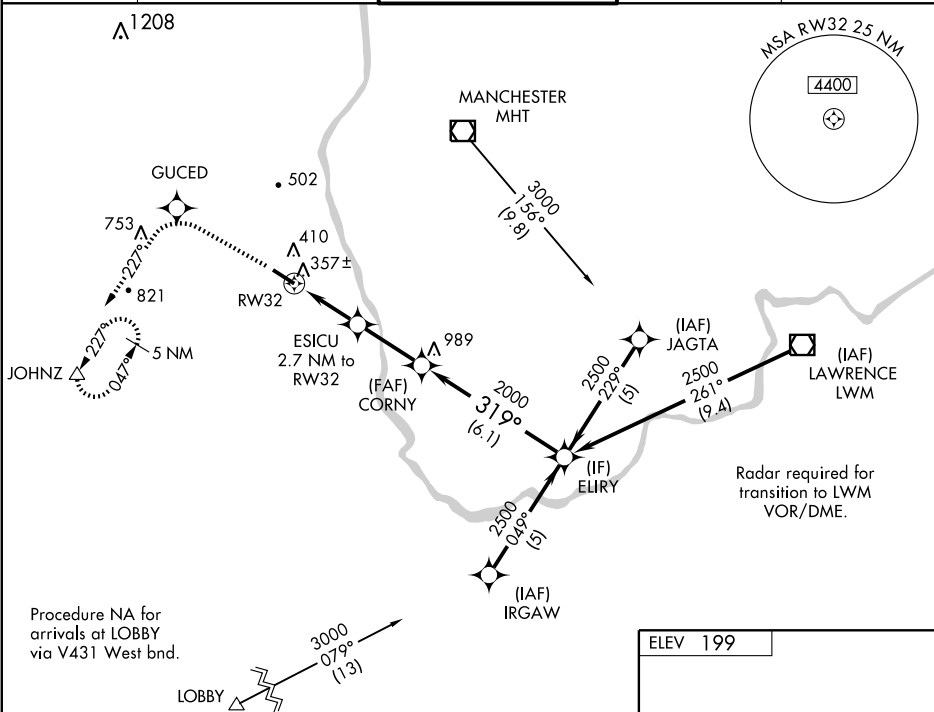 1208
MSA RW32 25 NM
4400
MANCHESTER
MHT
3000
156°
(9.8)
GUCED
502
753
227°
410
357±
821
RW32
227°
5 NM
047°
JOHNZ
ESICU
2.7 NM to
RW32
989
(FAF)
CORNY
2000
319°
(6.1)
(IAF)
JAGTA
2500
229°
(5)
2500
261°
(9.4)
(IAF)
LAWRENCE
LWM
(IF)
ELIRY
Radar required for
transition to LWM
VOR/DME.
2500
049°
(5)
(IAF)
IRGAW
Procedure NA for
arrivals at LOBBY
via V431 West bnd.
3000
079°
(13)
LOBBY
ELEV 199